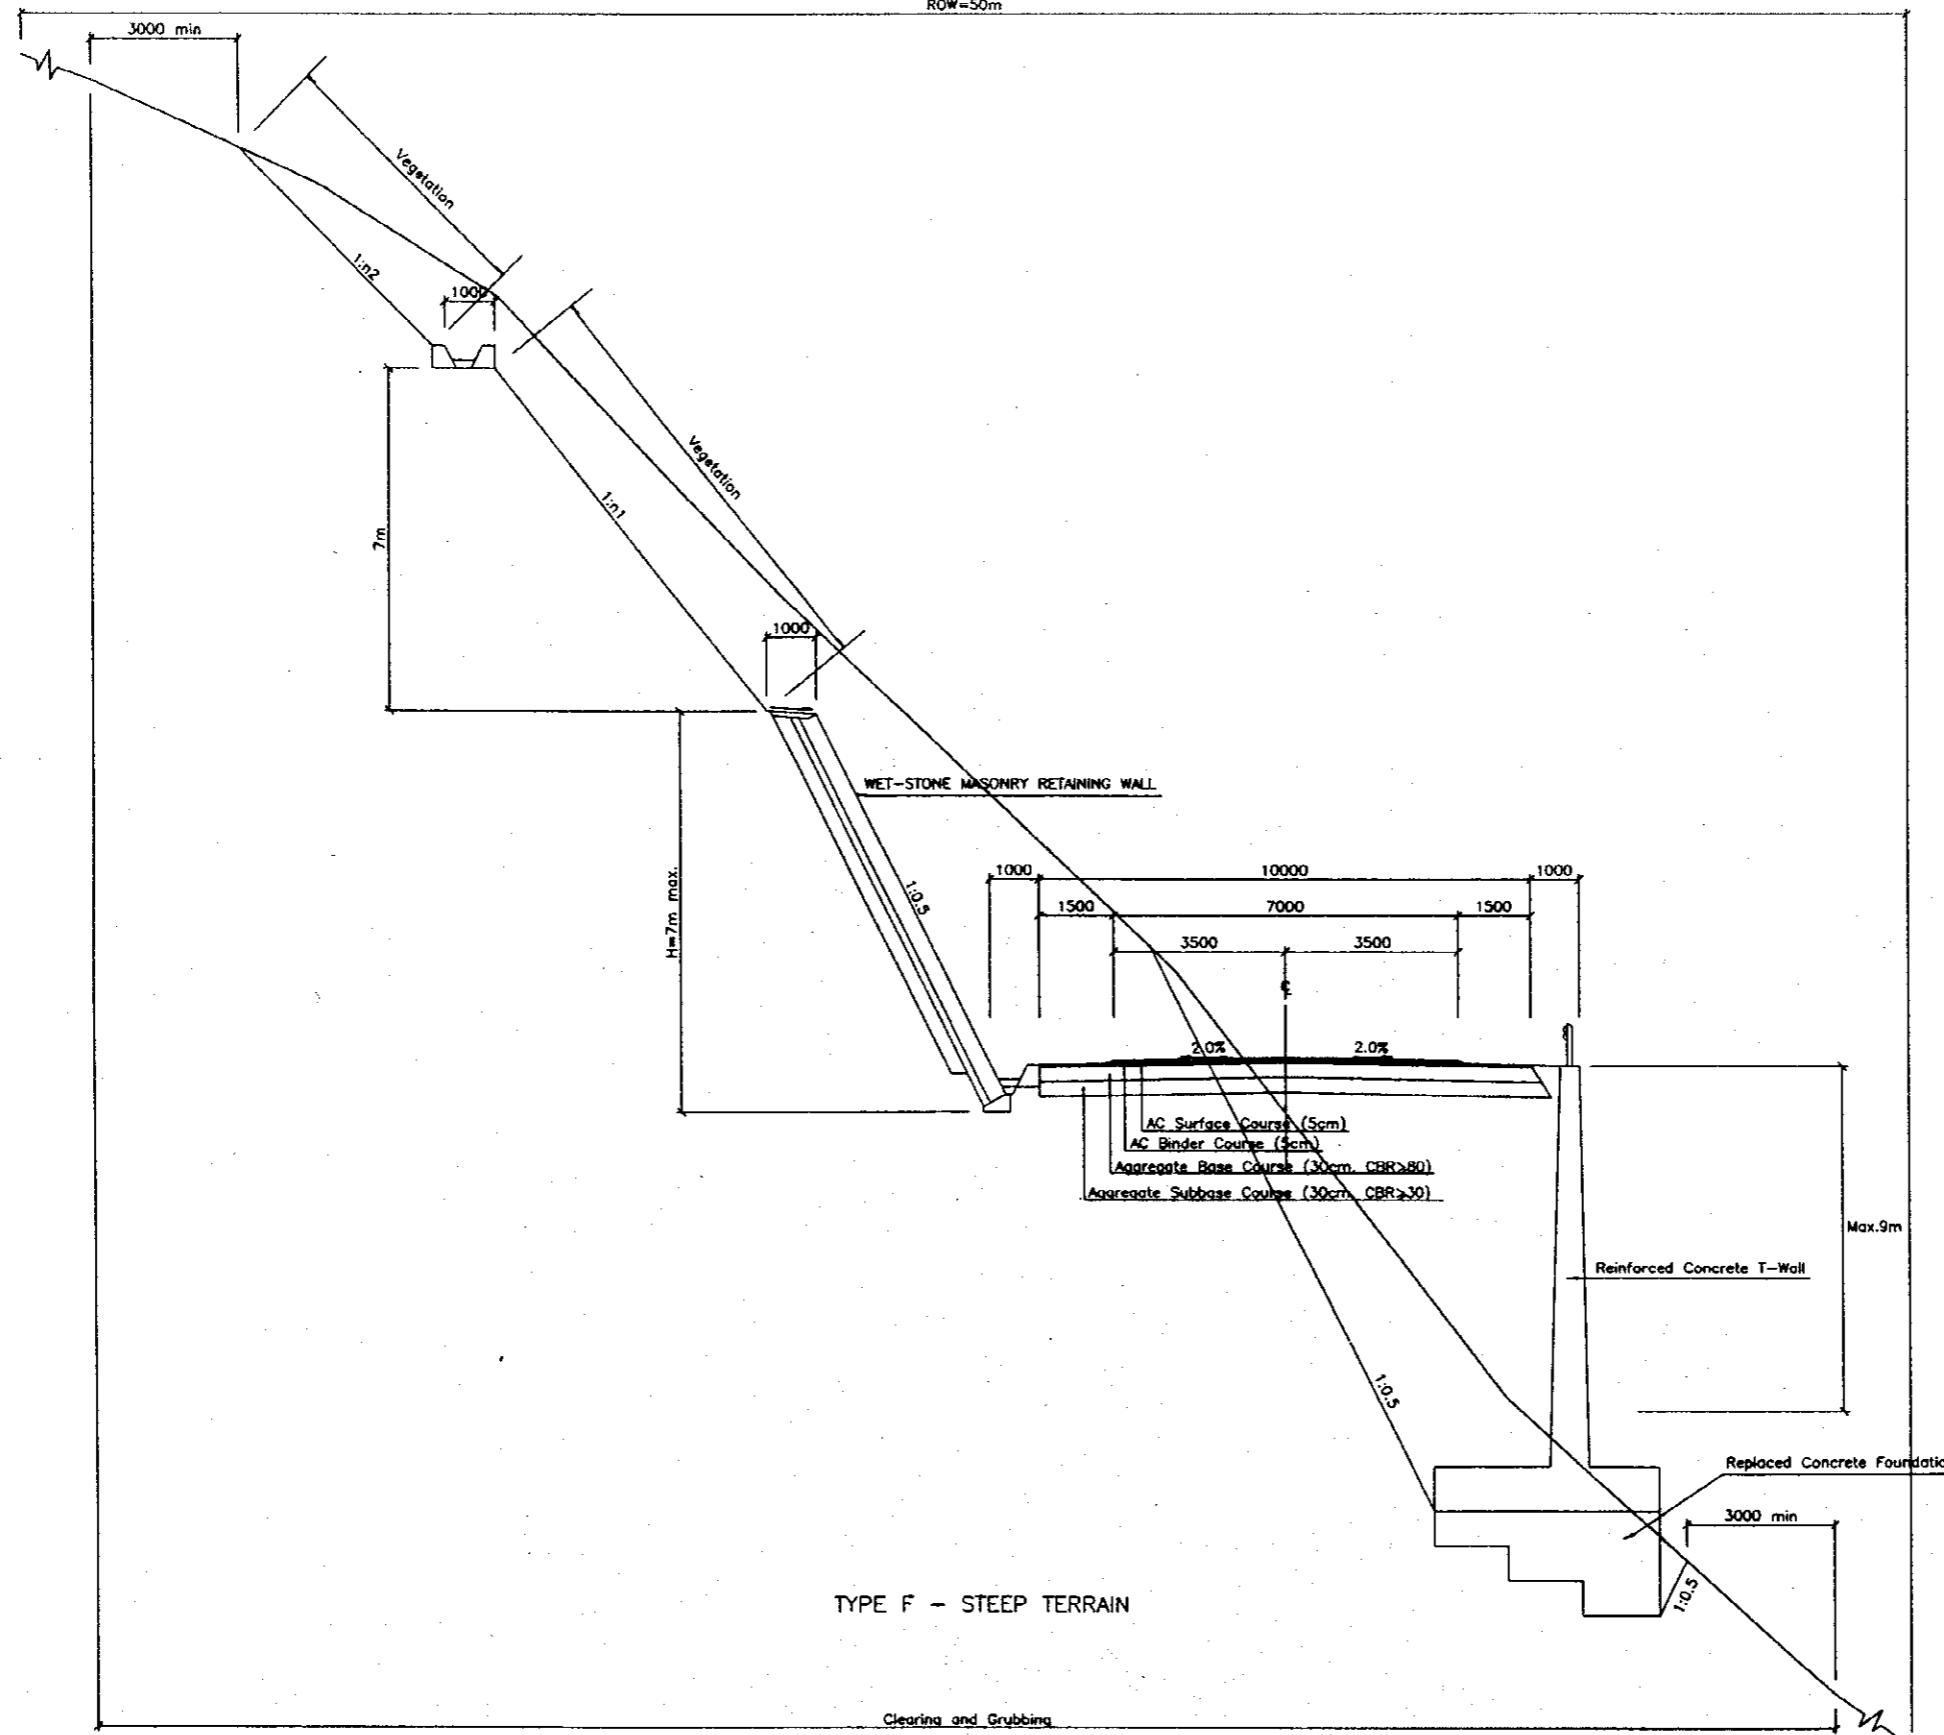 ROW=50m
3000 min
Vegetation
1:n2
1000
Vegetation
1:n1
7m
1000
WET-STONE MASONRY RETAINING WALL
H=7m max.
1:0.5
1000 10000 1000
1500 7000 1500
3500 3500
℄
2.0% 2.0%
AC Surface Course (5cm)
AC Binder Course (5cm)
Aggregate Base Course (30cm, CBR≥80)
Aggregate Subbase Course (30cm, CBR≥30)
Max.9m
Reinforced Concrete T-Wall
1:0.5
Replaced Concrete Foundatio
3000 min
1:0.5
TYPE F - STEEP TERRAIN
Clearing and Grubbing